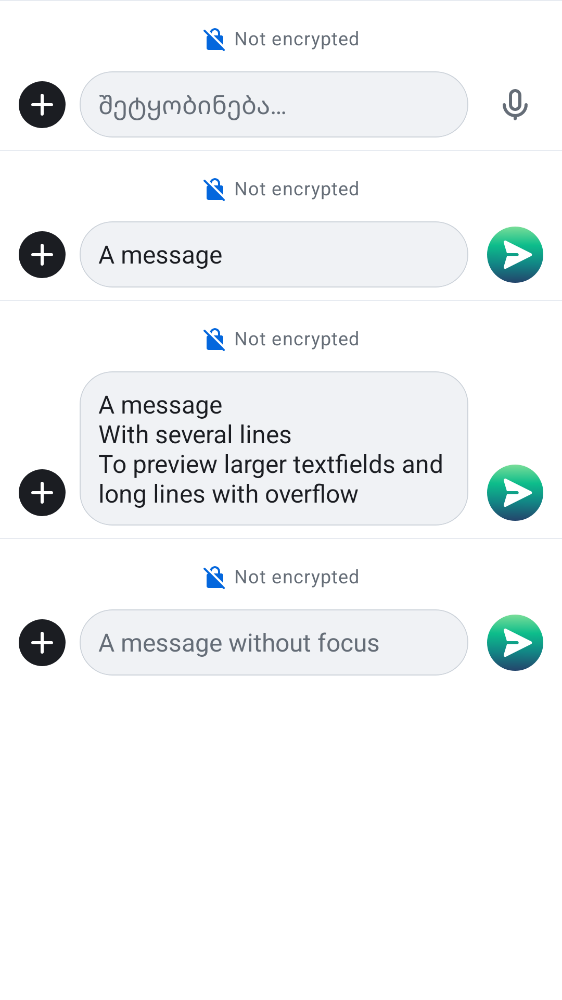 Not encrypted
შეტყობინება…
Not encrypted
A message
Not encrypted
A message
With several lines
To preview larger textfields and
long lines with overflow
Not encrypted
A message without focus